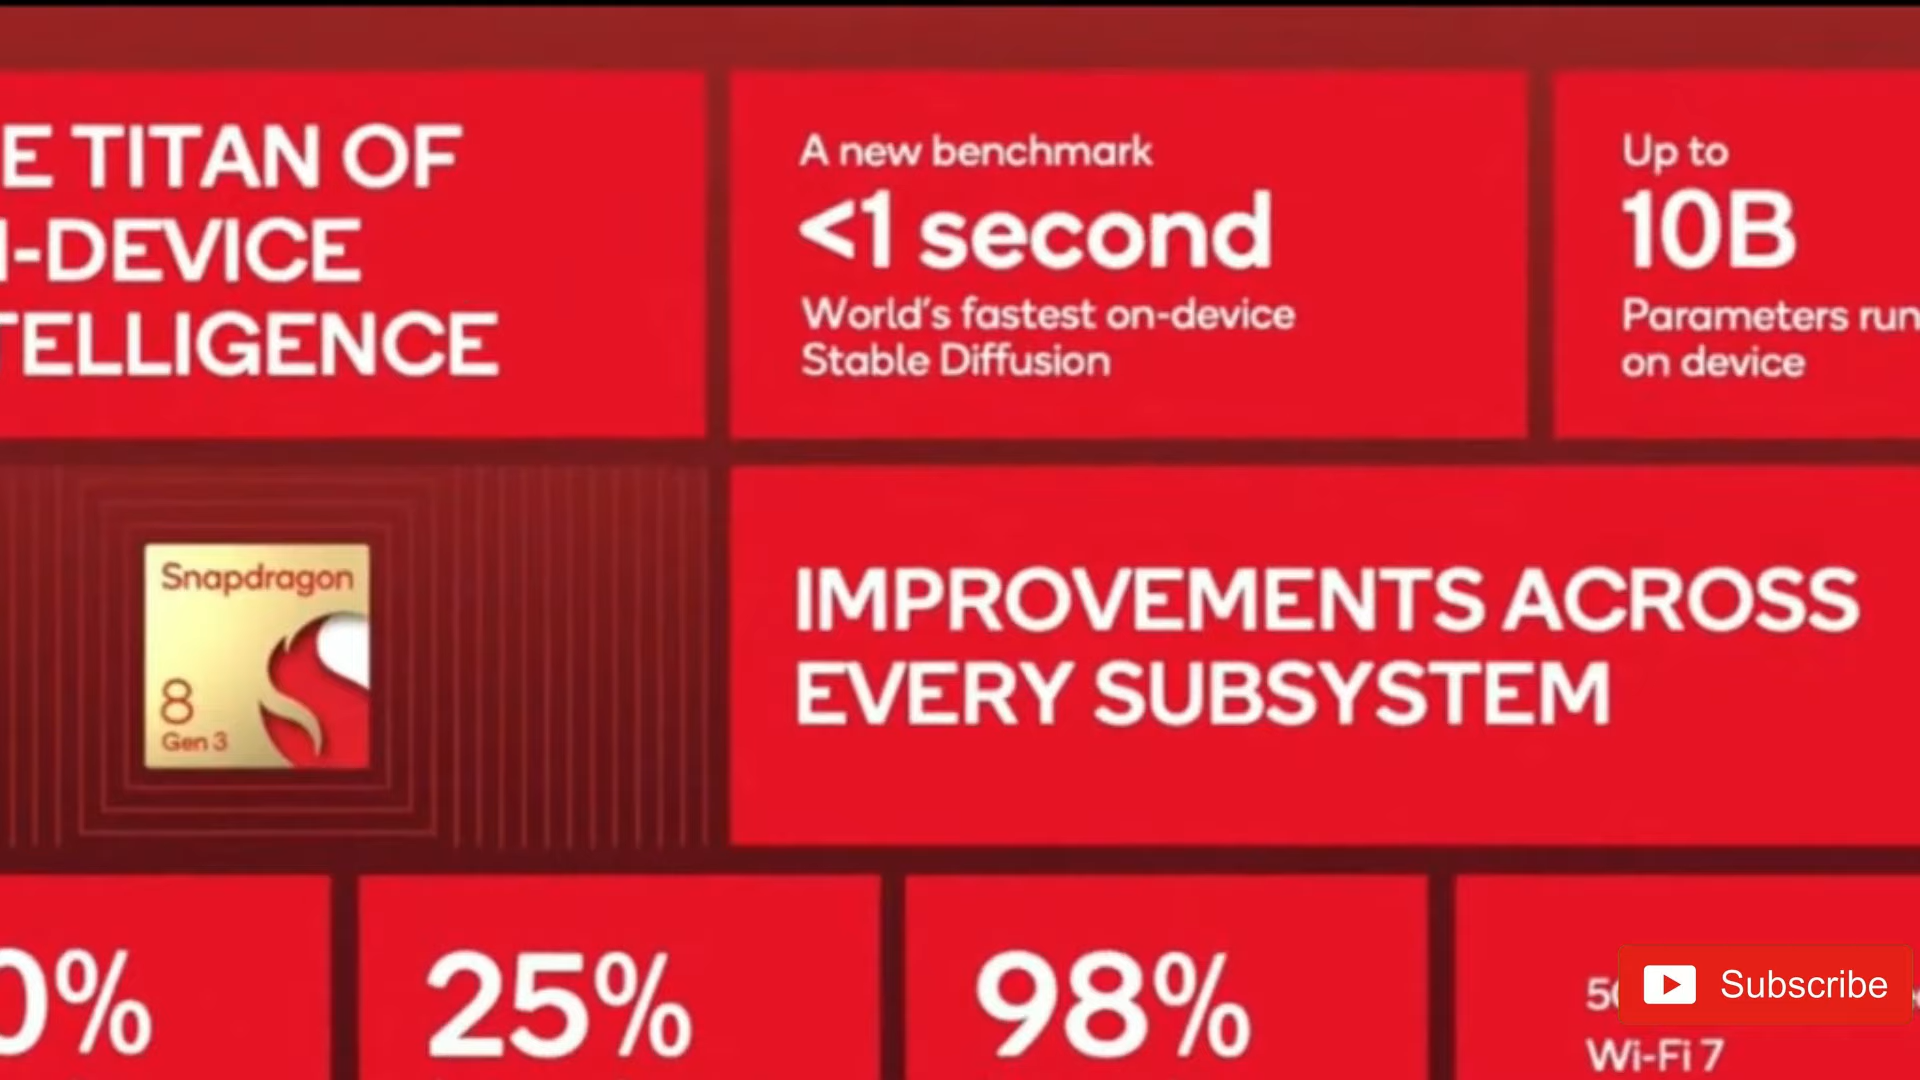 E TITAN OF
-DEVICE
TELLIGENCE
A new benchmark
<1 second
World's fastest on-device
Stable Diffusion
Up to
10B
Parameters run
on device
Snapdragon
8
Gen 3
IMPROVEMENTS ACROSS
EVERY SUBSYSTEM
0%
25%
98%
Wi-Fi 7
Subscribe